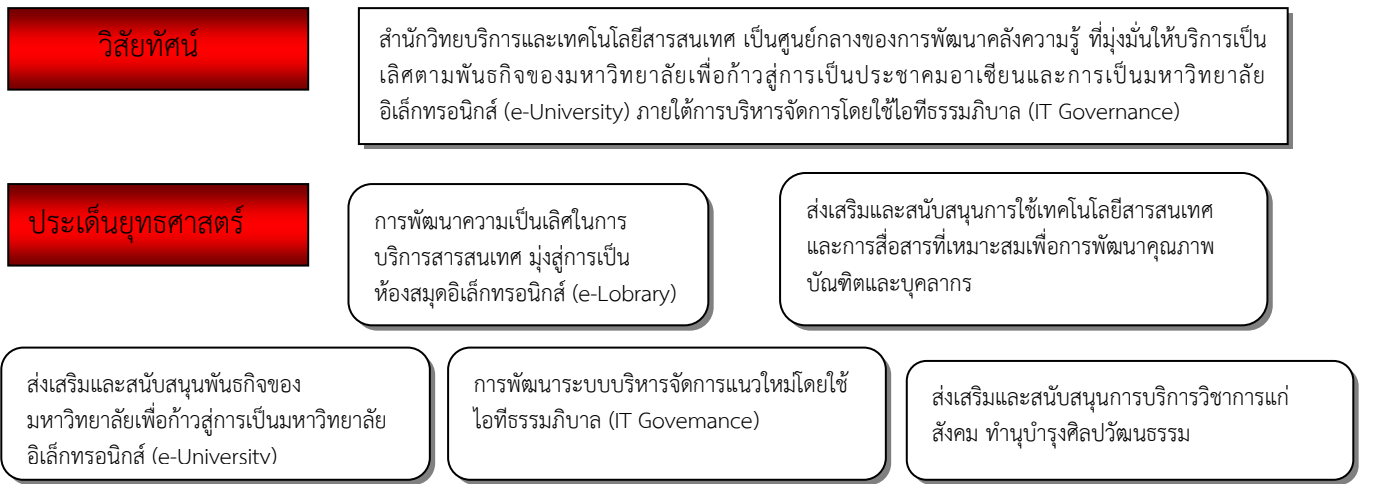 วิสัยทัศน์
สำนักวิทยบริการและเทคโนโลยีสารสนเทศ เป็นศูนย์กลางของการพัฒนาคลังความรู้ ที่มุ่งมั่นให้บริการเป็น
เลิศตามพันธกิจของมหาวิทยาลัยเพื่อก้าวสู่การเป็นประชาคมอาเซียนและการเป็นมหาวิทยาลัย
อิเล็กทรอนิกส์ (e-University) ภายใต้การบริหารจัดการโดยใช้ไอทีธรรมภิบาล (IT Governance)
ประเด็นยุทธศาสตร์
การพัฒนาความเป็นเลิศในการ
บริการสารสนเทศ มุ่งสู่การเป็น
ห้องสมุดอิเล็กทรอนิกส์ (e-Lobrary)
ส่งเสริมและสนับสนุนการใช้เทคโนโลยีสารสนเทศ
และการสื่อสารที่เหมาะสมเพื่อการพัฒนาคุณภาพ
บัณฑิตและบุคลากร
ส่งเสริมและสนับสนุนพันธกิจของ
มหาวิทยาลัยเพื่อก้าวสู่การเป็นมหาวิทยาลัย
อิเล็กทรอนิกส์ (e-University)
การพัฒนาระบบบริหารจัดการแนวใหม่โดยใช้
ไอทีธรรมภิบาล (IT Govemance)
ส่งเสริมและสนับสนุนการบริการวิชาการแก่
สังคม ทำนุบำรุงศิลปวัฒนธรรม